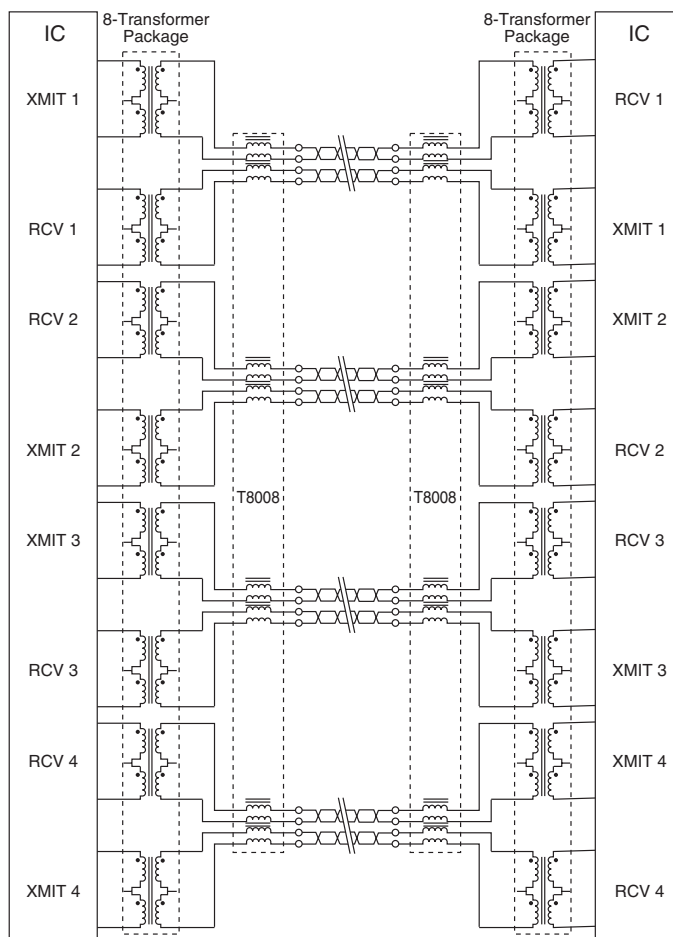 8-Transformer
Package
8-Transformer
Package
IC
IC
XMIT 1
RCV 1
RCV 1
XMIT 1
RCV 2
XMIT 2
XMIT 2
RCV 2
T8008
T8008
XMIT 3
RCV 3
RCV 3
XMIT 3
RCV 4
XMIT 4
XMIT 4
RCV 4